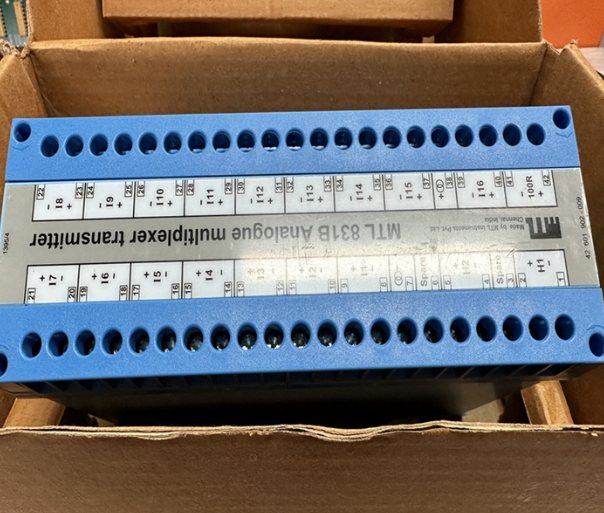 MTL
Made by MTL Instruments Pvt Ltd.
Chennai, India
MTL 831B Analogue multiplexer transmitter
1 2 3 4 5 6 7 8 9 10 11 12 13 14 15 16 17 18 19 20 21
+ H1 -
Spare
+ H2 -
Spare
I1
+ I2 -
+ I3 -
+ I4 -
+ I5 -
+ I6 -
+ I7 -
42 41 40 39 38 37 36 35 34 33 32 31 30 29 28 27 26 25 24 23 22
100R
+ I16 -
+ I15 -
+ I14 -
+ I13 -
+ I12 -
+ I11 -
+ I10 -
+ I9 -
+ I8 -
42 601 902 009